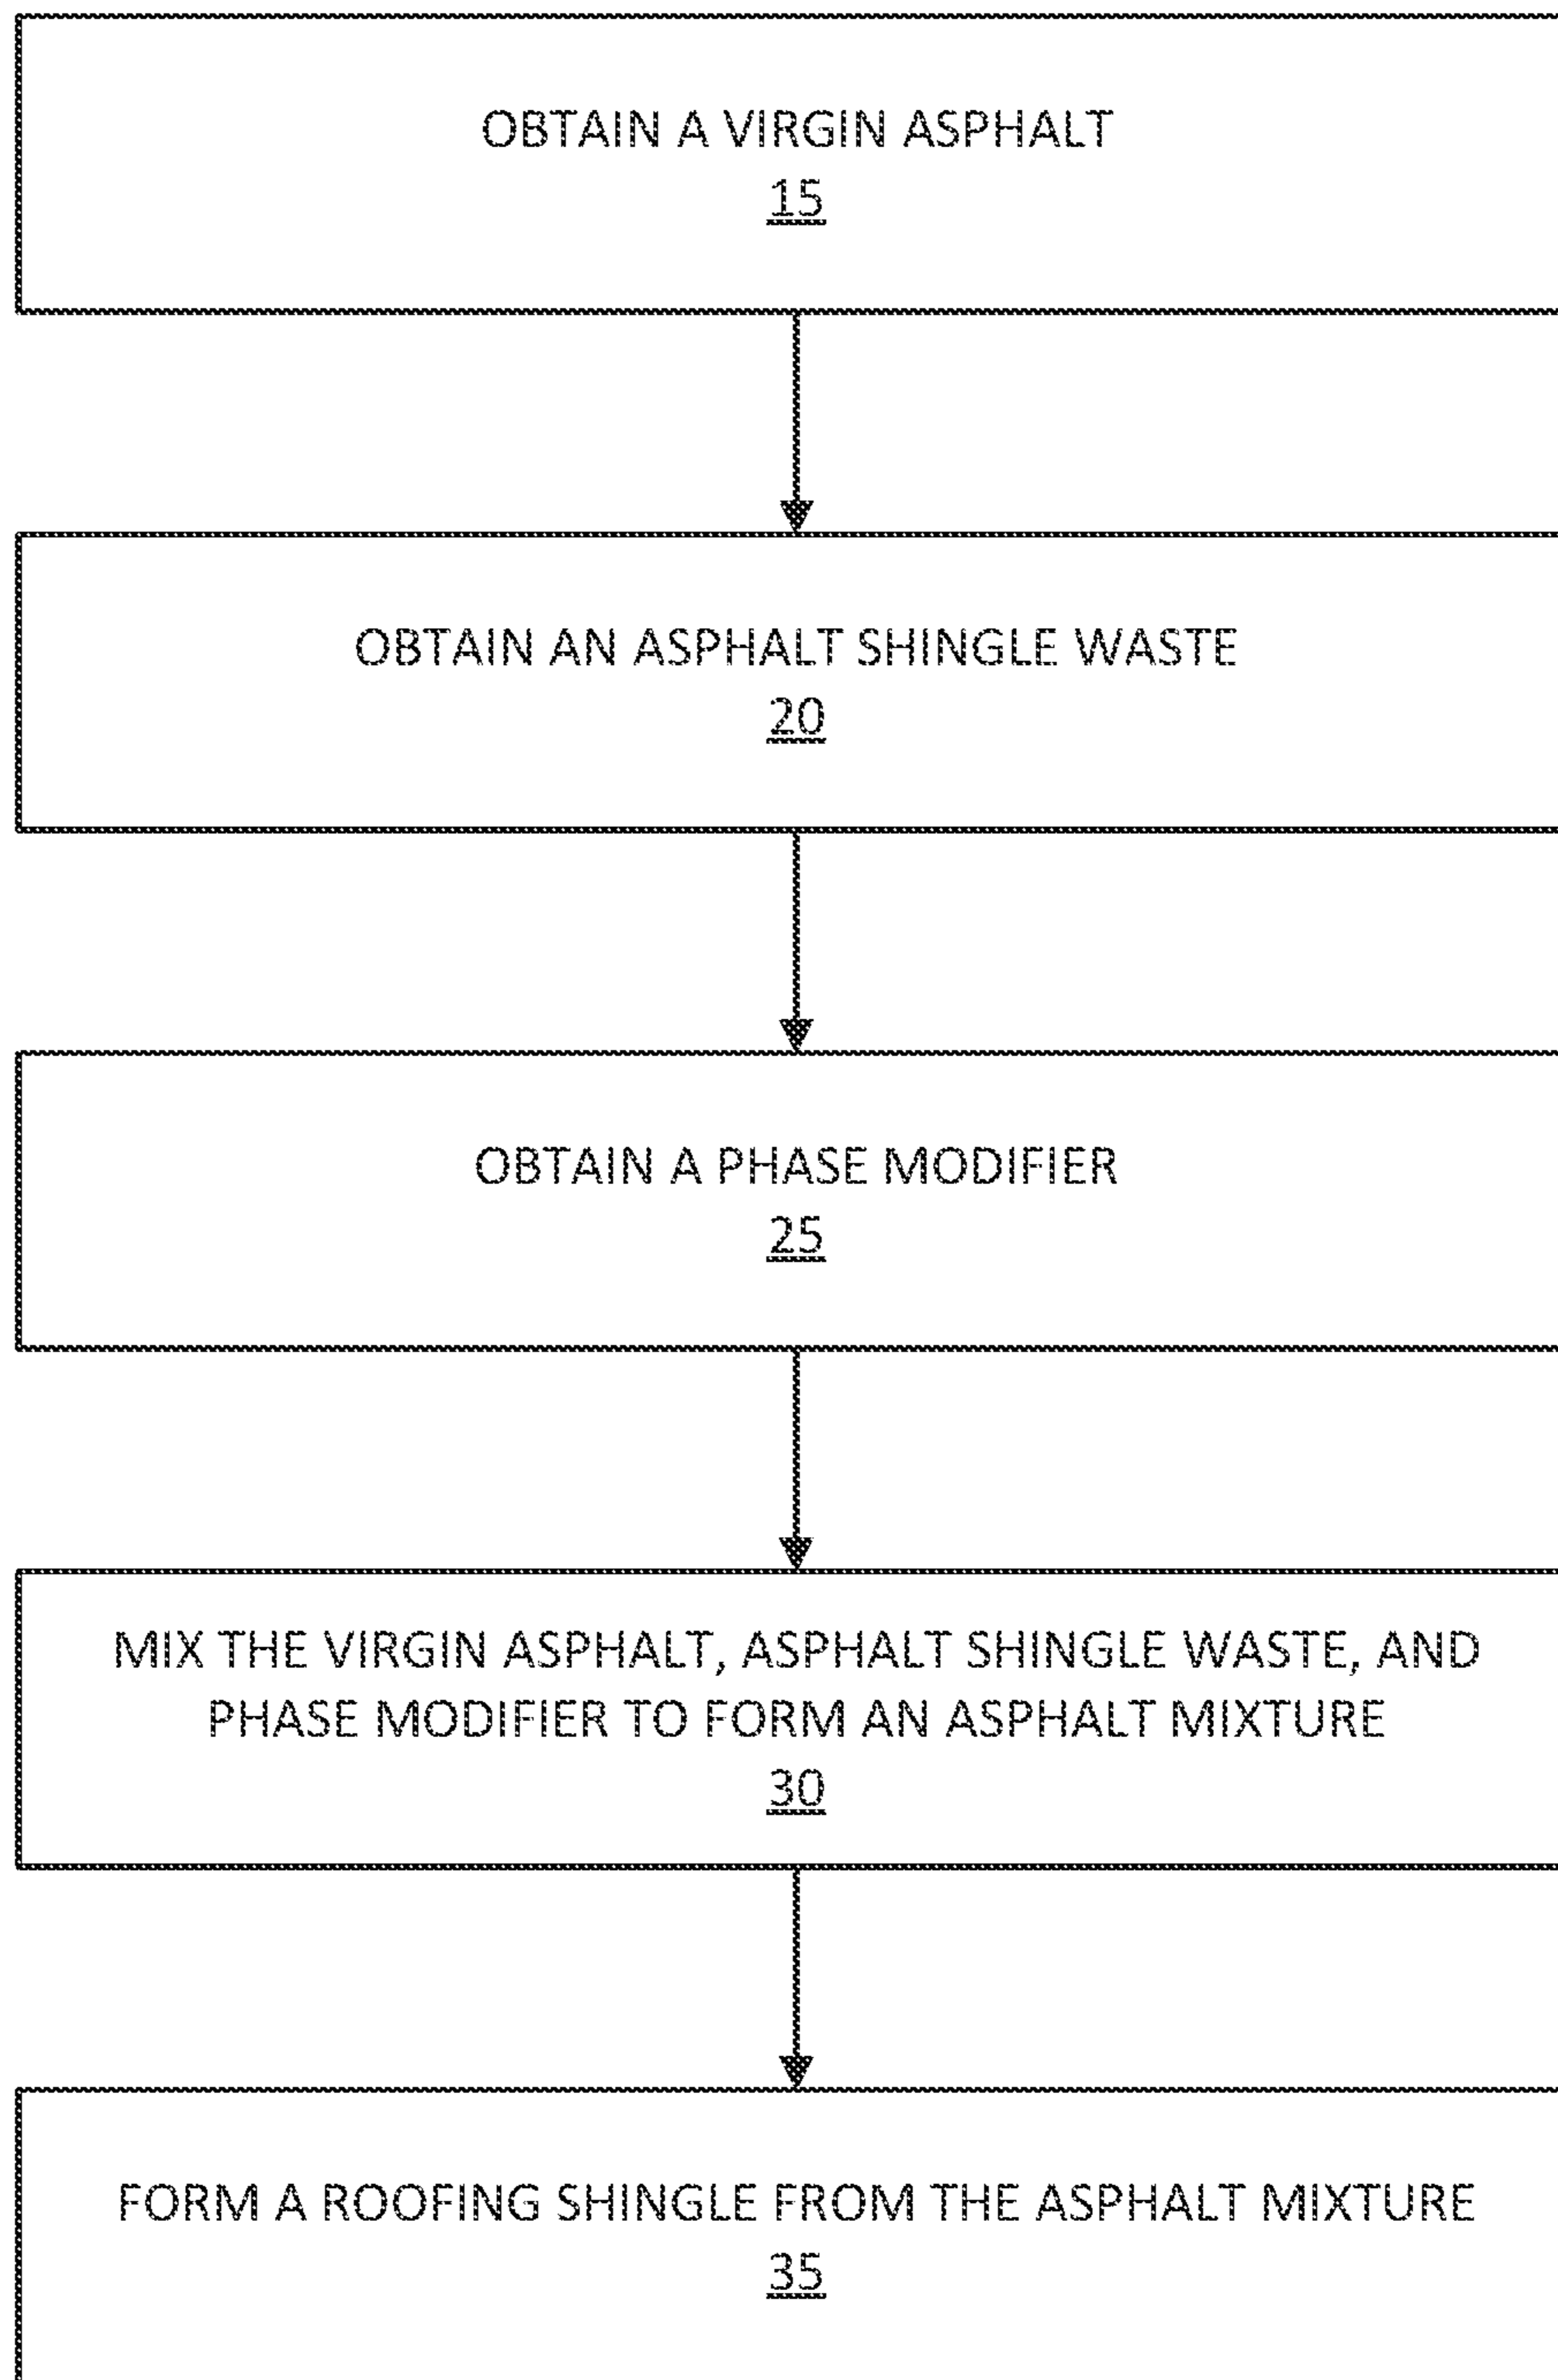 OBTAIN A VIRGIN ASPHALT
15
OBTAIN AN ASPHALT SHINGLE WASTE
20
OBTAIN A PHASE MODIFIER
25
MIX THE VIRGIN ASPHALT, ASPHALT SHINGLE WASTE, AND
PHASE MODIFIER TO FORM AN ASPHALT MIXTURE
30
FORM A ROOFING SHINGLE FROM THE ASPHALT MIXTURE
35